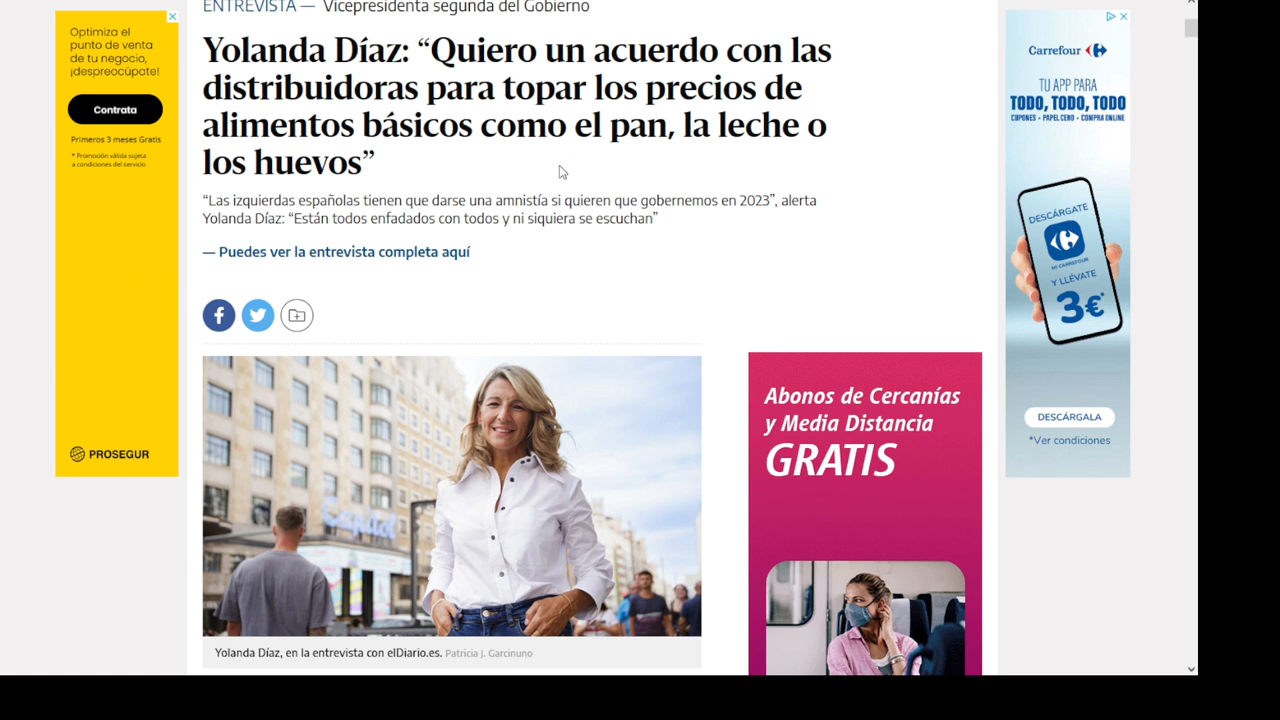 ENTREVISTA — Vicepresidenta segunda del Gobierno
Yolanda Díaz: “Quiero un acuerdo con las
distribuidoras para topar los precios de
alimentos básicos como el pan, la leche o
los huevos”
“Las izquierdas españolas tienen que darse una amnistía si quieren que gobernemos en 2023”, alerta
Yolanda Díaz: “Están todos enfadados con todos y ni siquiera se escuchan”
— Puedes ver la entrevista completa aquí
Capitol
Yolanda Díaz, en la entrevista con elDiario.es. Patricia J. Garcinuno
Optimiza el
punto de venta
de tu negocio,
¡despreocúpate!
Contrata
Primeros 3 meses Gratis
* Promoción válida sujeta
a condiciones del servicio
PROSEGUR
Abonos de Cercanías
y Media Distancia
GRATIS
Carrefour
TU APP PARA
TODO, TODO, TODO
CUPONES • PAPEL CERO • COMPRA ONLINE
DESCÁRGATE
MI CARREFOUR
Y LLÉVATE
3€*
DESCÁRGALA
*Ver condiciones